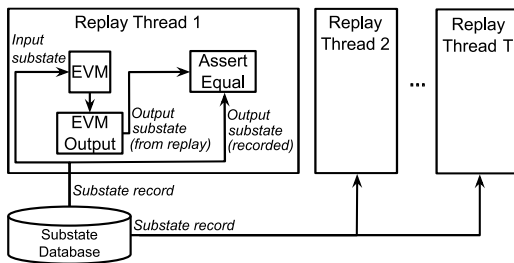 Replay Thread 1
Input
substate
EVM
Assert
Equal
EVM
Output
Output
substate
(from replay)
Output
substate
(recorded)
Replay
Thread 2
...
Replay
Thread T
Substate record
Substate record
Substate
Database